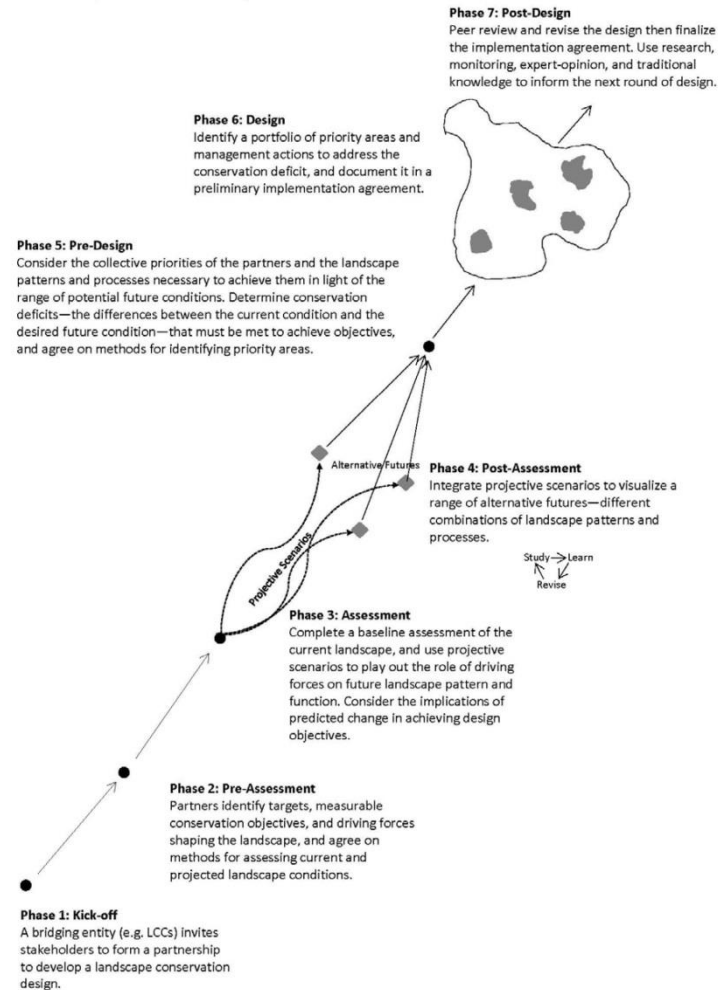 Phase 7: Post-Design
Peer review and revise the design then finalize
the implementation agreement. Use research,
monitoring, expert-opinion, and traditional
knowledge to inform the next round of design.
Phase 6: Design
Identify a portfolio of priority areas and
management actions to address the
conservation deficit, and document it in a
preliminary implementation agreement.
Phase 5: Pre-Design
Consider the collective priorities of the partners and the landscape
patterns and processes necessary to achieve them in light of the
range of potential future conditions. Determine conservation
deficits—the differences between the current condition and the
desired future condition—that must be met to achieve objectives,
and agree on methods for identifying priority areas.
Alternative Futures
Phase 4: Post-Assessment
Integrate projective scenarios to visualize a
range of alternative futures—different
combinations of landscape patterns and
processes.
Study Learn
Revise
Projective Scenarios
Phase 3: Assessment
Complete a baseline assessment of the
current landscape, and use projective
scenarios to play out the role of driving
forces on future landscape pattern and
function. Consider the implications of
predicted change in achieving design
objectives.
Phase 2: Pre-Assessment
Partners identify targets, measurable
conservation objectives, and driving forces
shaping the landscape, and agree on
methods for assessing current and
projected landscape conditions.
Phase 1: Kick-off
A bridging entity (e.g. LCCs) invites
stakeholders to form a partnership
to develop a landscape conservation
design.